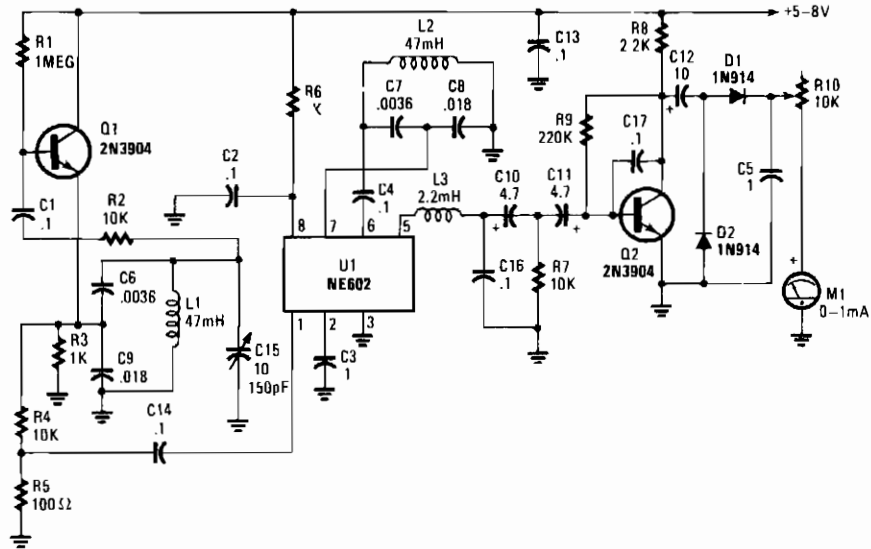 +5-8V
R1
1MEG
Q1
2N3904
C1
.1
R2
10K
C2
.1
R6
L2
47mH
C7
.0036
C8
.018
C4
.1
C13
.1
R8
2.2K
C12
10
D1
1N914
R10
10K
R9
220K
C17
.1
C5
1
L3
2.2mH
C10
4.7
C11
4.7
Q2
2N3904
D2
1N914
8
7
6
5
U1
NE602
1
2
3
C6
.0036
L1
47mH
R3
1K
C9
.018
C15
10
150pF
C3
1
C16
.1
R7
10K
+
+
+
+
M1
0-1mA
R4
10K
C14
.1
R5
100Ω